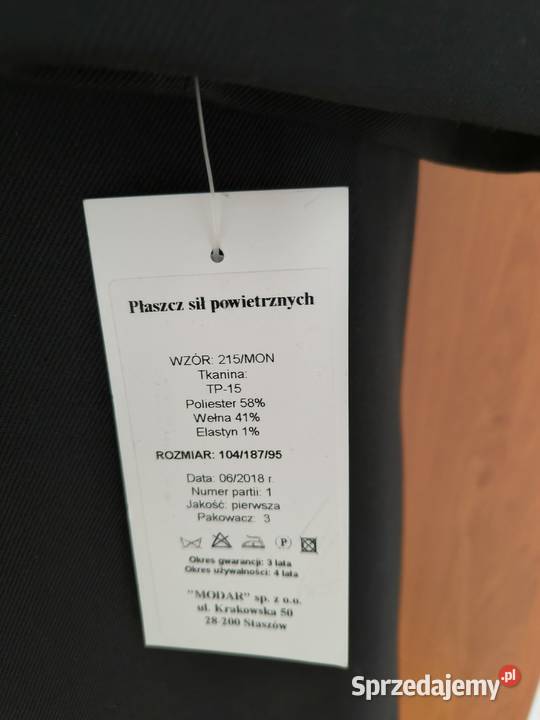 Płaszcz sił powietrznych
WZÓR: 215/MON
Tkanina:
TP-15
Poliester 58%
Wełna 41%
Elastyn 1%
ROZMIAR: 104/187/95
Data: 06/2018 r.
Numer partii: 1
Jakość: pierwsza
Pakowacz: 3
P
Okres gwarancji: 3 lata
Okres używalności: 4 lata
"MODAR" sp. z o.o.
ul. Krakowska 50
28-200 Staszów
Sprzedajemy.pl